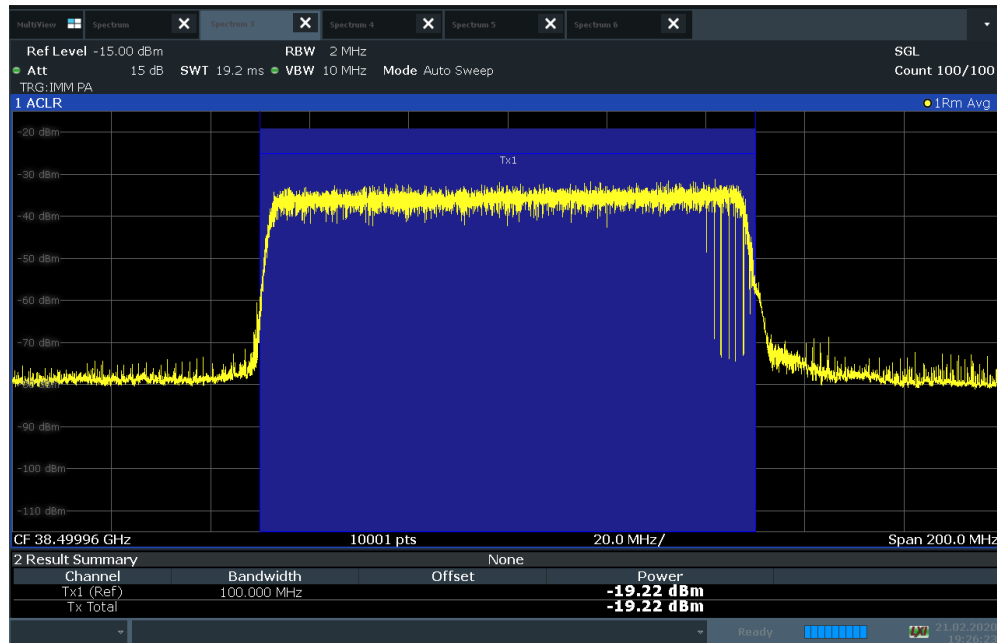 MultiView Spectrum Spectrum 3 Spectrum 4 Spectrum 5 Spectrum 6
Ref Level -15.00 dBm RBW 2 MHz SGL
Att 15 dB SWT 19.2 ms VBW 10 MHz Mode Auto Sweep Count 100/100
TRG:IMM PA
1 ACLR 1Rm Avg
-20 dBm
Tx1
-30 dBm
-40 dBm
-50 dBm
-60 dBm
-70 dBm
-90 dBm
-100 dBm
-110 dBm
CF 38.49996 GHz 10001 pts 20.0 MHz/ Span 200.0 MHz
2 Result Summary None
Channel Bandwidth Offset Power
Tx1 (Ref) 100.000 MHz -19.22 dBm
Tx Total -19.22 dBm
Ready LXI 21.02.2020